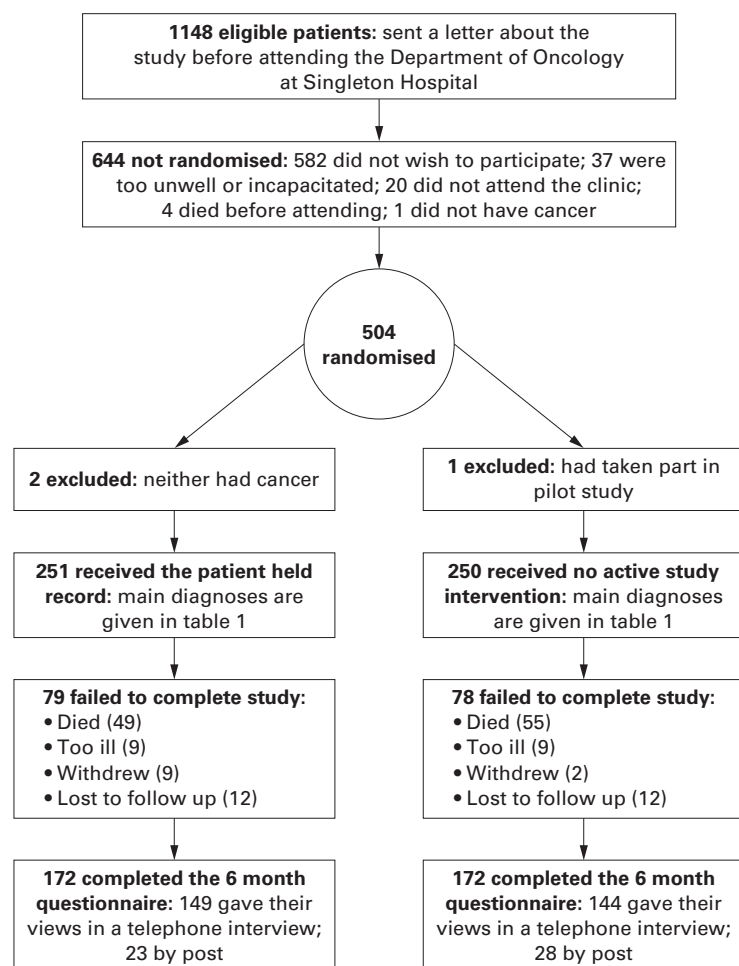 1148 eligible patients: sent a letter about the
study before attending the Department of Oncology
at Singleton Hospital
644 not randomised: 582 did not wish to participate; 37 were
too unwell or incapacitated; 20 did not attend the clinic;
4 died before attending; 1 did not have cancer
504
randomised
2 excluded: neither had cancer
251 received the patient held
record: main diagnoses are
given in table 1
79 failed to complete study:
• Died (49)
• Too ill (9)
• Withdrew (9)
• Lost to follow up (12)
172 completed the 6 month
questionnaire: 149 gave their
views in a telephone interview;
23 by post
1 excluded: had taken part in
pilot study
250 received no active study
intervention: main diagnoses
are given in table 1
78 failed to complete study:
• Died (55)
• Too ill (9)
• Withdrew (2)
• Lost to follow up (12)
172 completed the 6 month
questionnaire: 144 gave their
views in a telephone interview;
28 by post